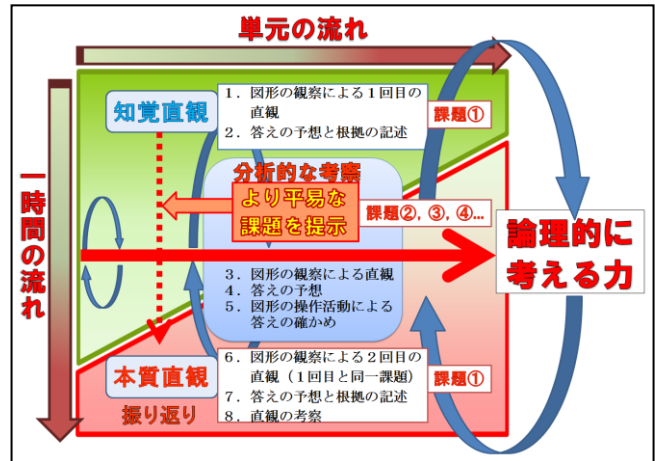 単元の流れ
一時間の流れ
知覚直観
1．図形の観察による1回目の
直観
2．答えの予想と根拠の記述
課題①
分析的な考察
より平易な
課題を提示
課題②, ③, ④…
論理的に
考える力
3．図形の観察による直観
4．答えの予想
5．図形の操作活動による
答えの確かめ
本質直観
振り返り
6．図形の観察による2回目の
直観（1回目と同一課題）
7．答えの予想と根拠の記述
8．直観の考察
課題①